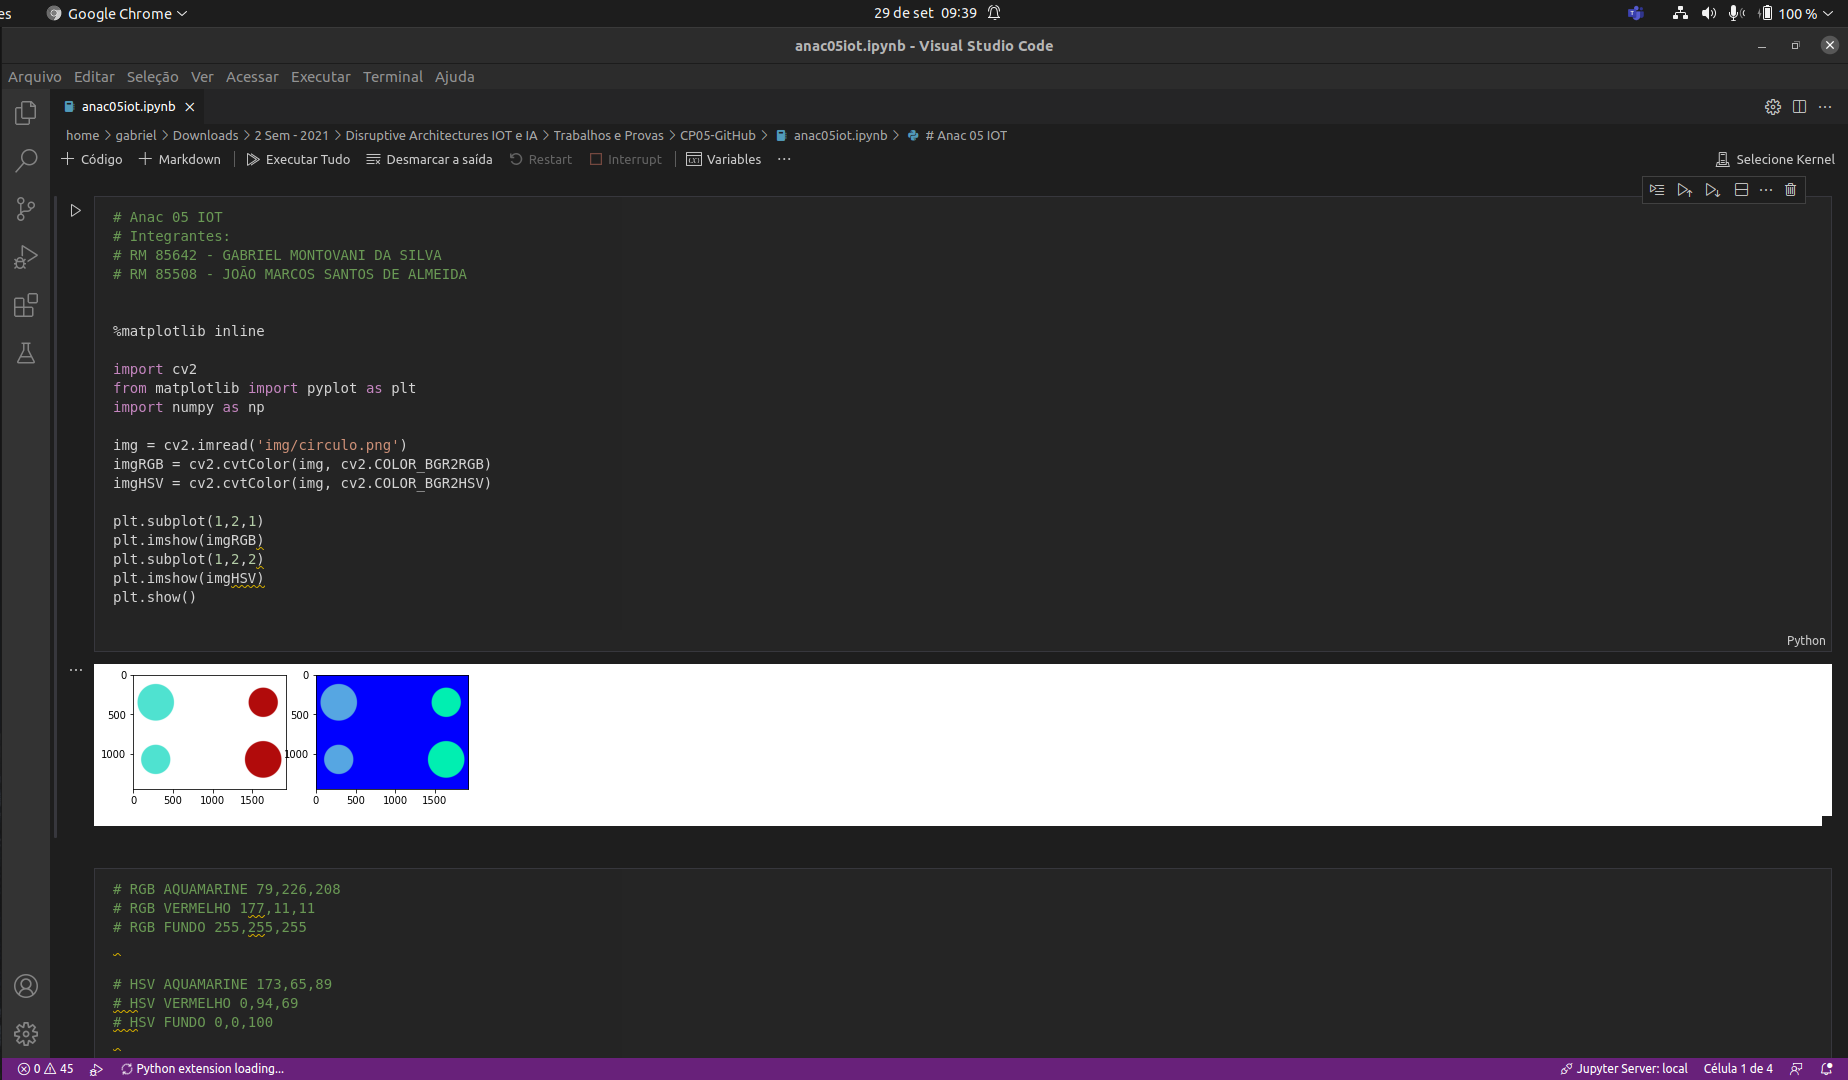 es Google Chrome 29 de set 09:39 100 %
anac05iot.ipynb - Visual Studio Code
Arquivo Editar Seleção Ver Acessar Executar Terminal Ajuda
anac05iot.ipynb
home > gabriel > Downloads > 2 Sem - 2021 > Disruptive Architectures IOT e IA > Trabalhos e Provas > CP05-GitHub > anac05iot.ipynb > # Anac 05 IOT
Código Markdown Executar Tudo Desmarcar a saída Restart Interrupt Variables ... Selecione Kernel
# Anac 05 IOT
# Integrantes:
# RM 85642 - GABRIEL MONTOVANI DA SILVA
# RM 85508 - JOÃO MARCOS SANTOS DE ALMEIDA
%matplotlib inline
import cv2
from matplotlib import pyplot as plt
import numpy as np
img = cv2.imread('img/circulo.png')
imgRGB = cv2.cvtColor(img, cv2.COLOR_BGR2RGB)
imgHSV = cv2.cvtColor(img, cv2.COLOR_BGR2HSV)
plt.subplot(1,2,1)
plt.imshow(imgRGB)
plt.subplot(1,2,2)
plt.imshow(imgHSV)
plt.show()
Python
0 0
500 500
1000 1000
0 500 1000 1500 0 500 1000 1500
# RGB AQUAMARINE 79,226,208
# RGB VERMELHO 177,11,11
# RGB FUNDO 255,255,255
# HSV AQUAMARINE 173,65,89
# HSV VERMELHO 0,94,69
# HSV FUNDO 0,0,100
0 45 Python extension loading... Jupyter Server: local Célula 1 de 4